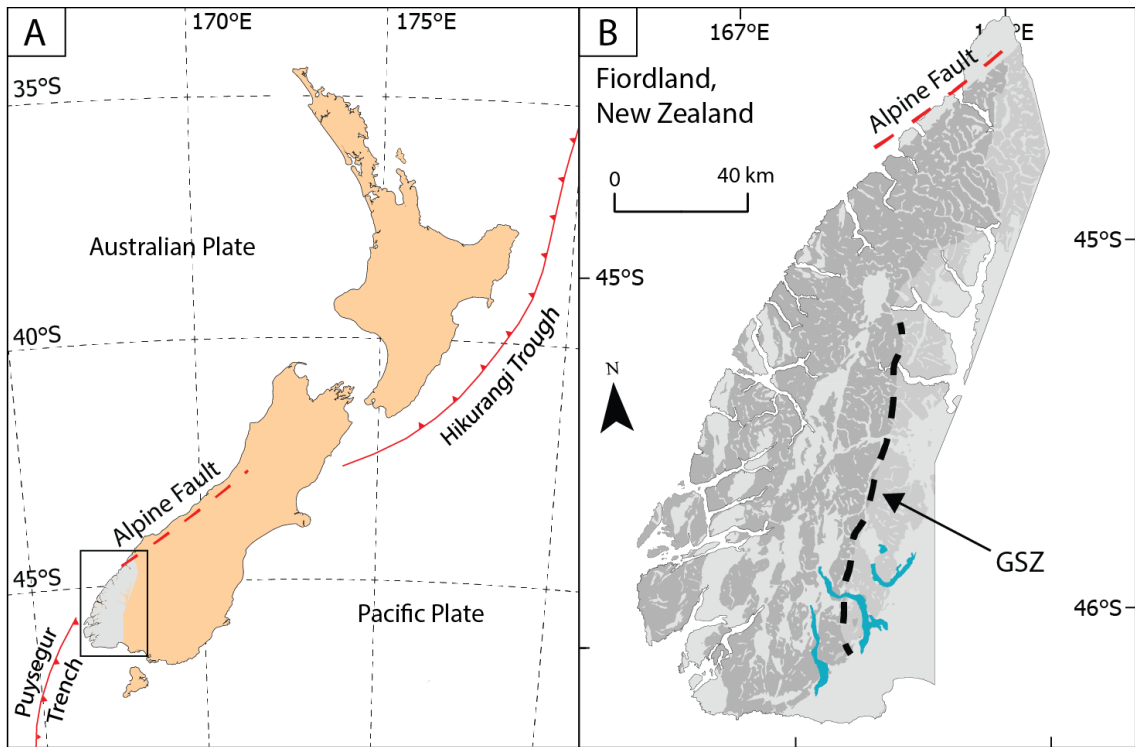 A
170°E
175°E
35°S
Australian Plate
45°S
40°S
Hikurangi Trough
Alpine Fault
45°S
Pacific Plate
Puysegur
Trench
B
167°E
°E
Fiordland,
New Zealand
Alpine Fault
0
40 km
45°S
N
GSZ
46°S